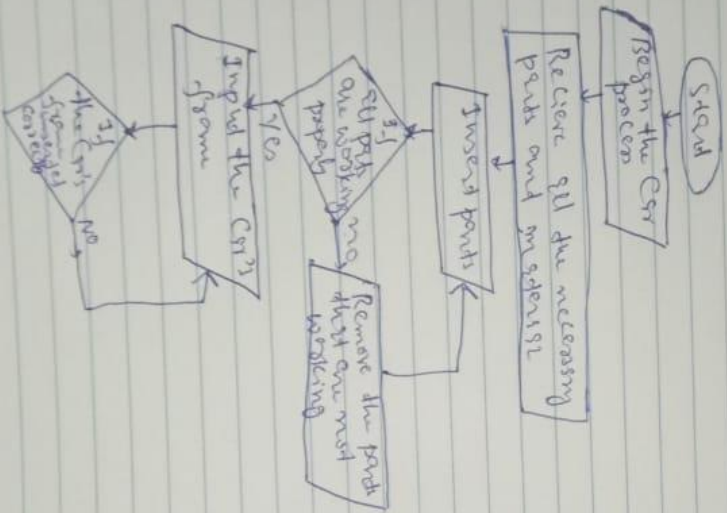 Start
Begin the Car
process
Recieve all the necessary
parts and material
Insert parts
If
all parts
are working
properly
no
Remove the parts
that are not
working
Yes
Input the Car's
frame
If
the Car's
frame
inserted
correctly
No